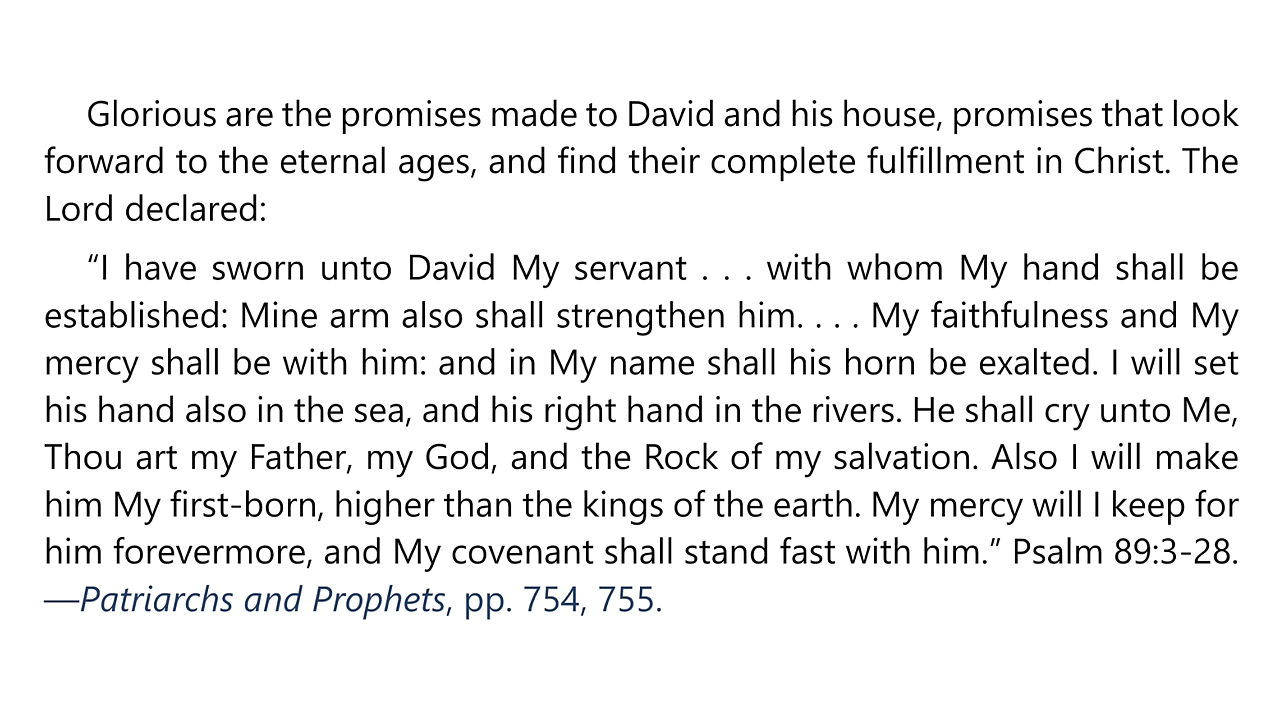 Glorious are the promises made to David and his house, promises that look
forward to the eternal ages, and find their complete fulfillment in Christ. The
Lord declared:
“I have sworn unto David My servant . . . with whom My hand shall be
established: Mine arm also shall strengthen him. . . . My faithfulness and My
mercy shall be with him: and in My name shall his horn be exalted. I will set
his hand also in the sea, and his right hand in the rivers. He shall cry unto Me,
Thou art my Father, my God, and the Rock of my salvation. Also I will make
him My first-born, higher than the kings of the earth. My mercy will I keep for
him forevermore, and My covenant shall stand fast with him.” Psalm 89:3-28.
—Patriarchs and Prophets, pp. 754, 755.